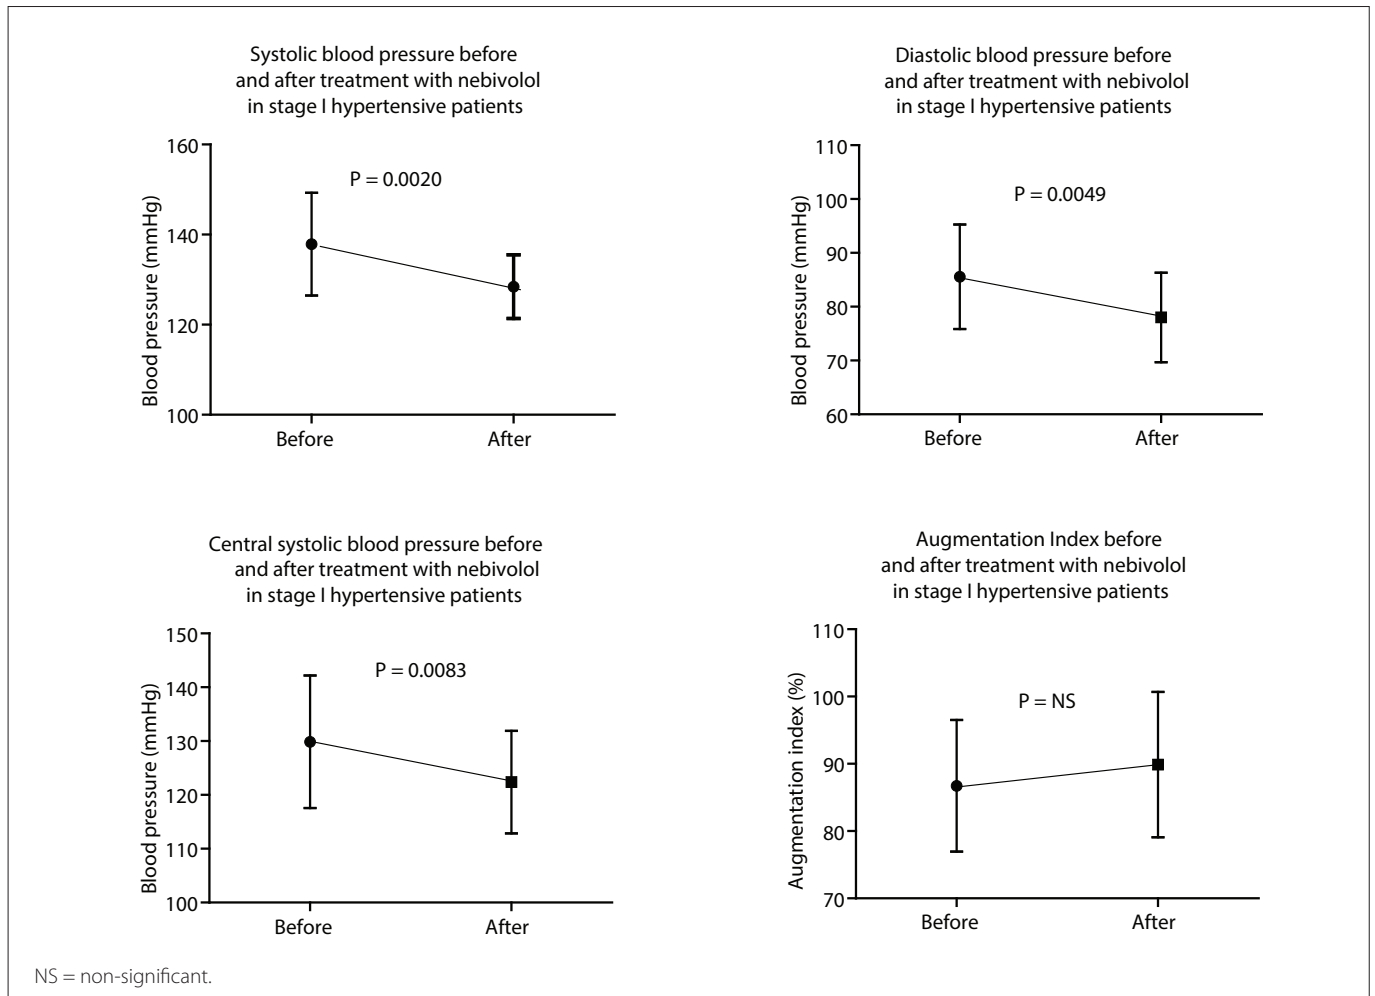 Systolic blood pressure before
and after treatment with nebivolol
in stage I hypertensive patients
160
140
120
100
Blood pressure (mmHg)
P = 0.0020
Before
After
Diastolic blood pressure before
and after treatment with nebivolol
in stage I hypertensive patients
110
100
90
80
70
60
Blood pressure (mmHg)
P = 0.0049
Before
After
Central systolic blood pressure before
and after treatment with nebivolol
in stage I hypertensive patients
150
140
130
120
110
100
Blood pressure (mmHg)
P = 0.0083
Before
After
Augmentation Index before
and after treatment with nebivolol
in stage I hypertensive patients
110
100
90
80
70
Augmentation index (%)
P = NS
Before
After
NS = non-significant.